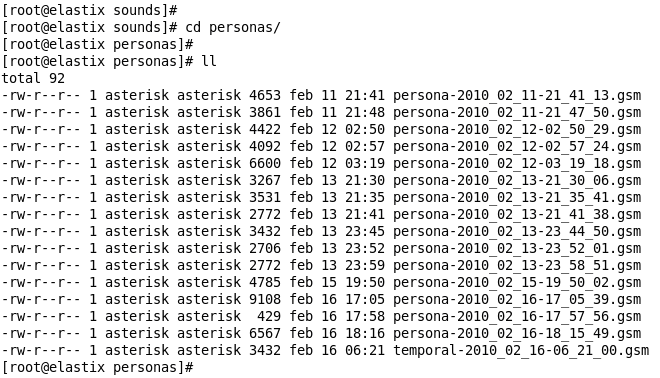 [root@elastix sounds]#
[root@elastix sounds]# cd personas/
[root@elastix personas]#
[root@elastix personas]# ll
total 92
-rw-r--r-- 1 asterisk asterisk 4653 feb 11 21:41 persona-2010_02_11-21_41_13.gsm
-rw-r--r-- 1 asterisk asterisk 3861 feb 11 21:48 persona-2010_02_11-21_47_50.gsm
-rw-r--r-- 1 asterisk asterisk 4422 feb 12 02:50 persona-2010_02_12-02_50_29.gsm
-rw-r--r-- 1 asterisk asterisk 4092 feb 12 02:57 persona-2010_02_12-02_57_24.gsm
-rw-r--r-- 1 asterisk asterisk 6600 feb 12 03:19 persona-2010_02_12-03_19_18.gsm
-rw-r--r-- 1 asterisk asterisk 3267 feb 13 21:30 persona-2010_02_13-21_30_06.gsm
-rw-r--r-- 1 asterisk asterisk 3531 feb 13 21:35 persona-2010_02_13-21_35_41.gsm
-rw-r--r-- 1 asterisk asterisk 2772 feb 13 21:41 persona-2010_02_13-21_41_38.gsm
-rw-r--r-- 1 asterisk asterisk 3432 feb 13 23:45 persona-2010_02_13-23_44_50.gsm
-rw-r--r-- 1 asterisk asterisk 2706 feb 13 23:52 persona-2010_02_13-23_52_01.gsm
-rw-r--r-- 1 asterisk asterisk 2772 feb 13 23:59 persona-2010_02_13-23_58_51.gsm
-rw-r--r-- 1 asterisk asterisk 4785 feb 15 19:50 persona-2010_02_15-19_50_02.gsm
-rw-r--r-- 1 asterisk asterisk 9108 feb 16 17:05 persona-2010_02_16-17_05_39.gsm
-rw-r--r-- 1 asterisk asterisk  429 feb 16 17:58 persona-2010_02_16-17_57_56.gsm
-rw-r--r-- 1 asterisk asterisk 6567 feb 16 18:16 persona-2010_02_16-18_15_49.gsm
-rw-r--r-- 1 asterisk asterisk 3432 feb 16 06:21 temporal-2010_02_16-06_21_00.gsm
[root@elastix personas]#